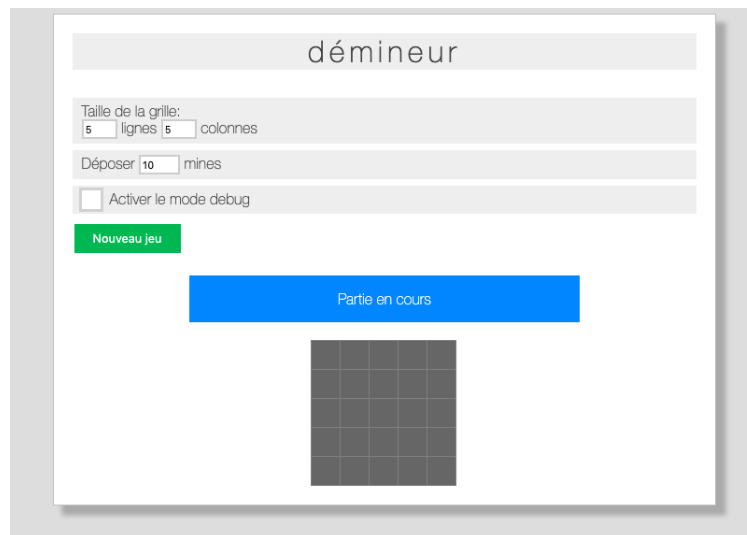 démineur
Taille de la grille:
5 lignes 5 colonnes
Déposer 10 mines
Activer le mode debug
Nouveau jeu
Partie en cours